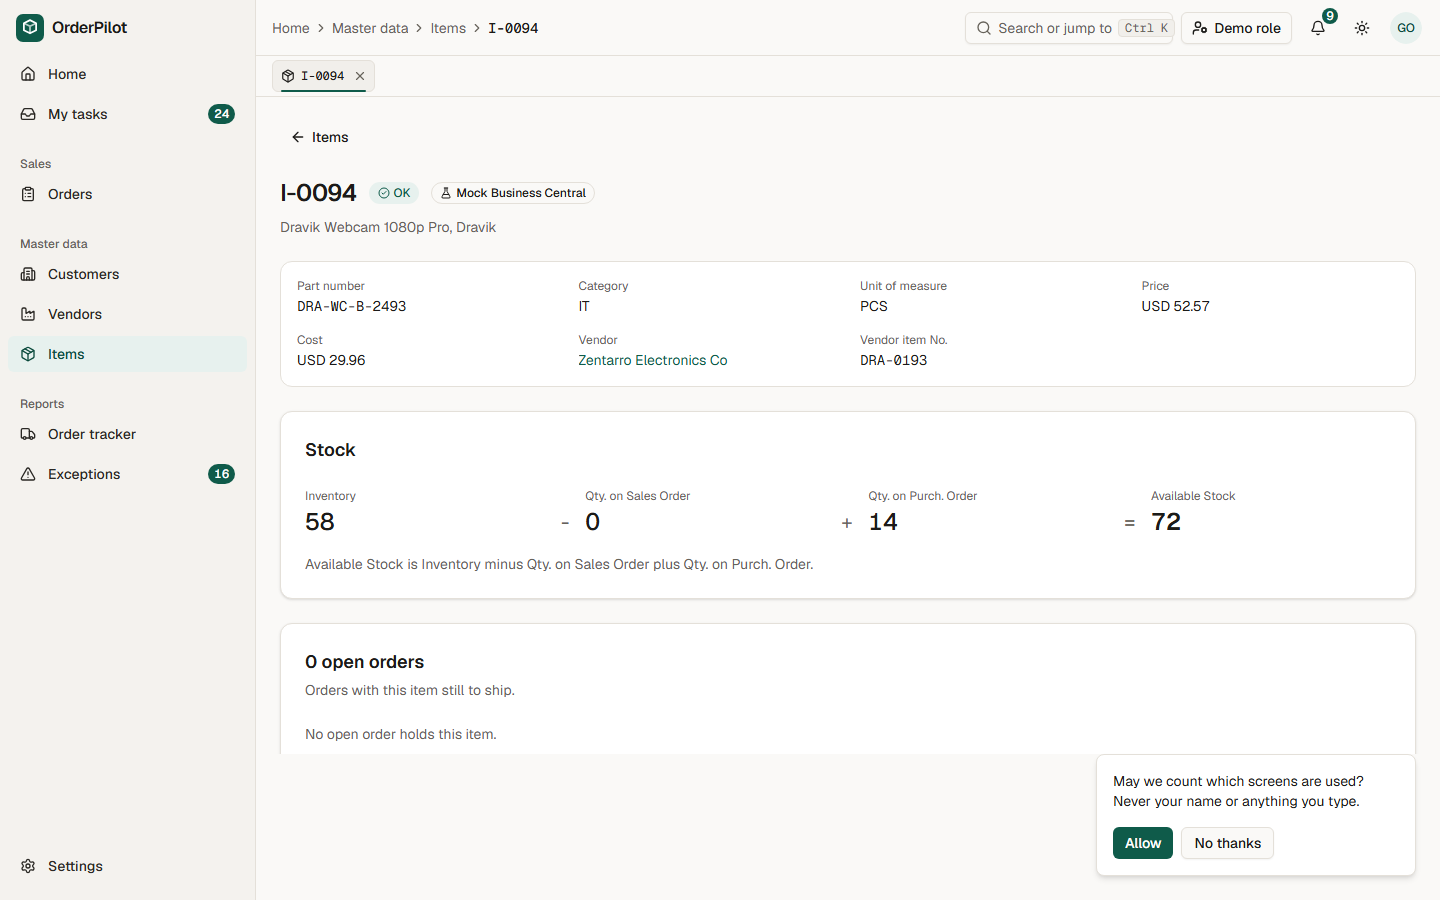 OrderPilot
Home
My tasks
24
Sales
Orders
Master data
Customers
Vendors
Items
Reports
Order tracker
Exceptions
16
Settings
Home > Master data > Items > I-0094
Search or jump to
Ctrl K
Demo role
9
GO
I-0094
Items
I-0094
OK
Mock Business Central
Dravik Webcam 1080p Pro, Dravik
Part number
DRA-WC-B-2493
Category
IT
Unit of measure
PCS
Price
USD 52.57
Cost
USD 29.96
Vendor
Zentarro Electronics Co
Vendor item No.
DRA-0193
Stock
Inventory
58
-
Qty. on Sales Order
0
+
Qty. on Purch. Order
14
=
Available Stock
72
Available Stock is Inventory minus Qty. on Sales Order plus Qty. on Purch. Order.
0 open orders
Orders with this item still to ship.
No open order holds this item.
May we count which screens are used?
Never your name or anything you type.
Allow
No thanks